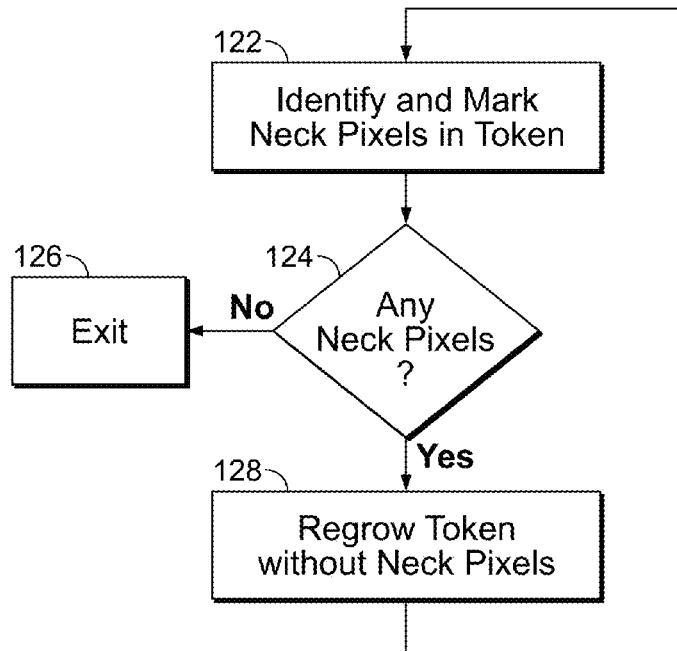 122
Identify and Mark
Neck Pixels in Token
126
124
No
Exit
Any
Neck Pixels
?
Yes
128
Regrow Token
without Neck Pixels